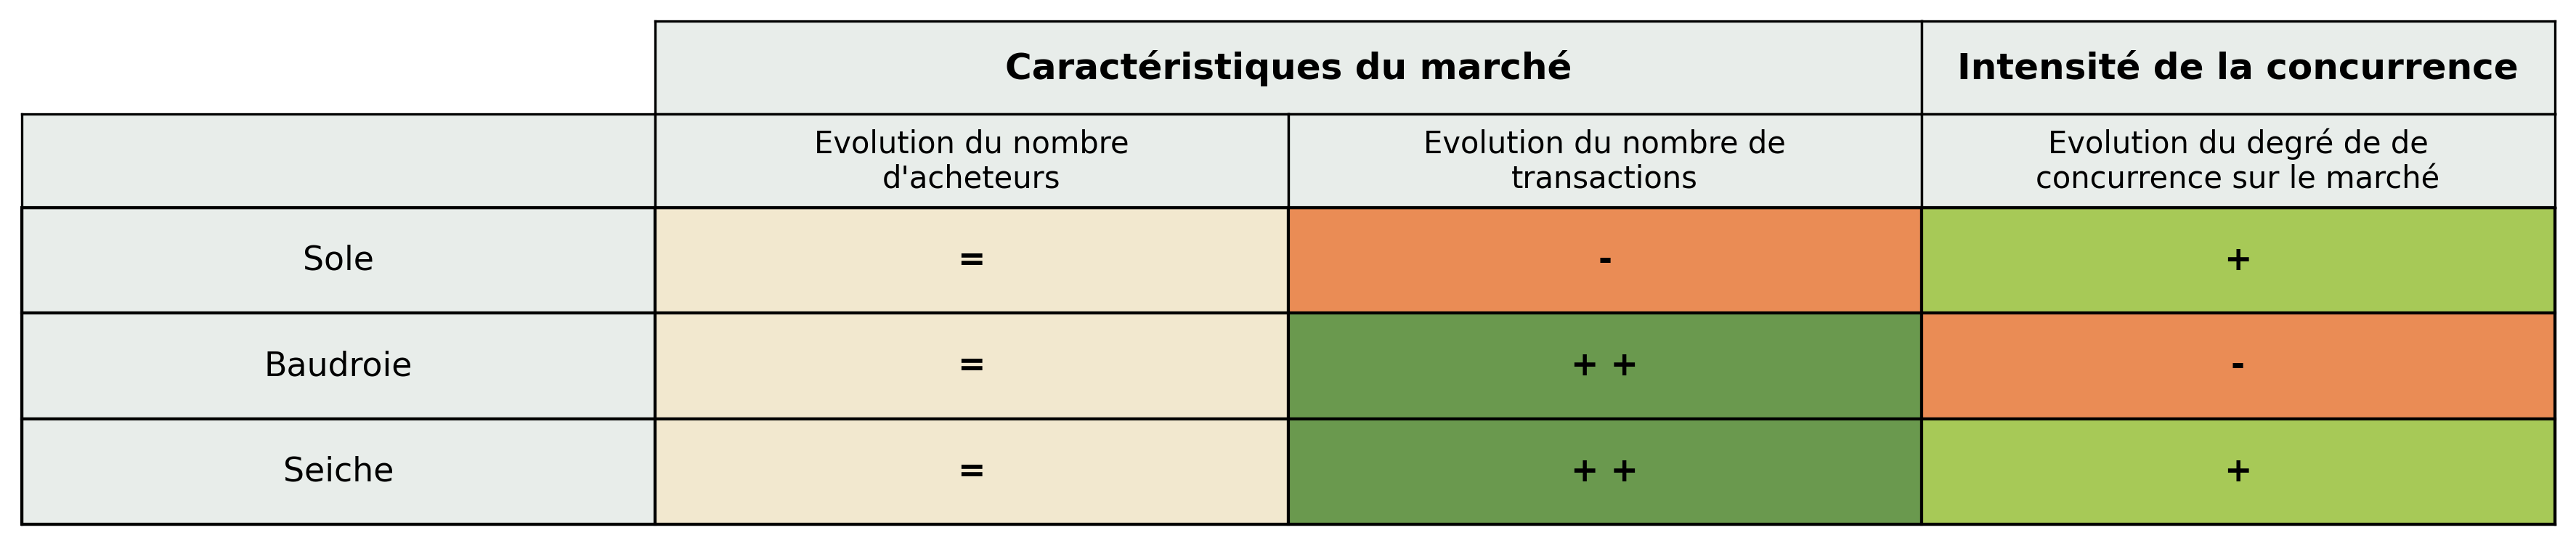 Caractéristiques du marché
Intensité de la concurrence
Evolution du nombre
d'acheteurs
Evolution du nombre de
transactions
Evolution du degré de de
concurrence sur le marché
Sole
=
-
+
Baudroie
=
+ +
-
Seiche
=
+ +
+